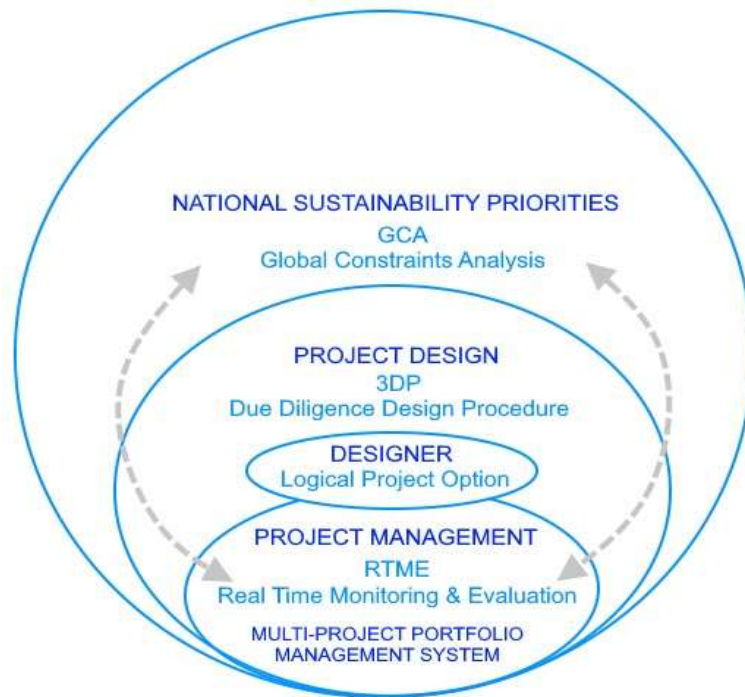 NATIONAL SUSTAINABILITY PRIORITIES
GCA
Global Constraints Analysis
PROJECT DESIGN
3DP
Due Diligence Design Procedure
DESIGNER
Logical Project Option
PROJECT MANAGEMENT
RTME
Real Time Monitoring & Evaluation
MULTI-PROJECT PORTFOLIO
MANAGEMENT SYSTEM